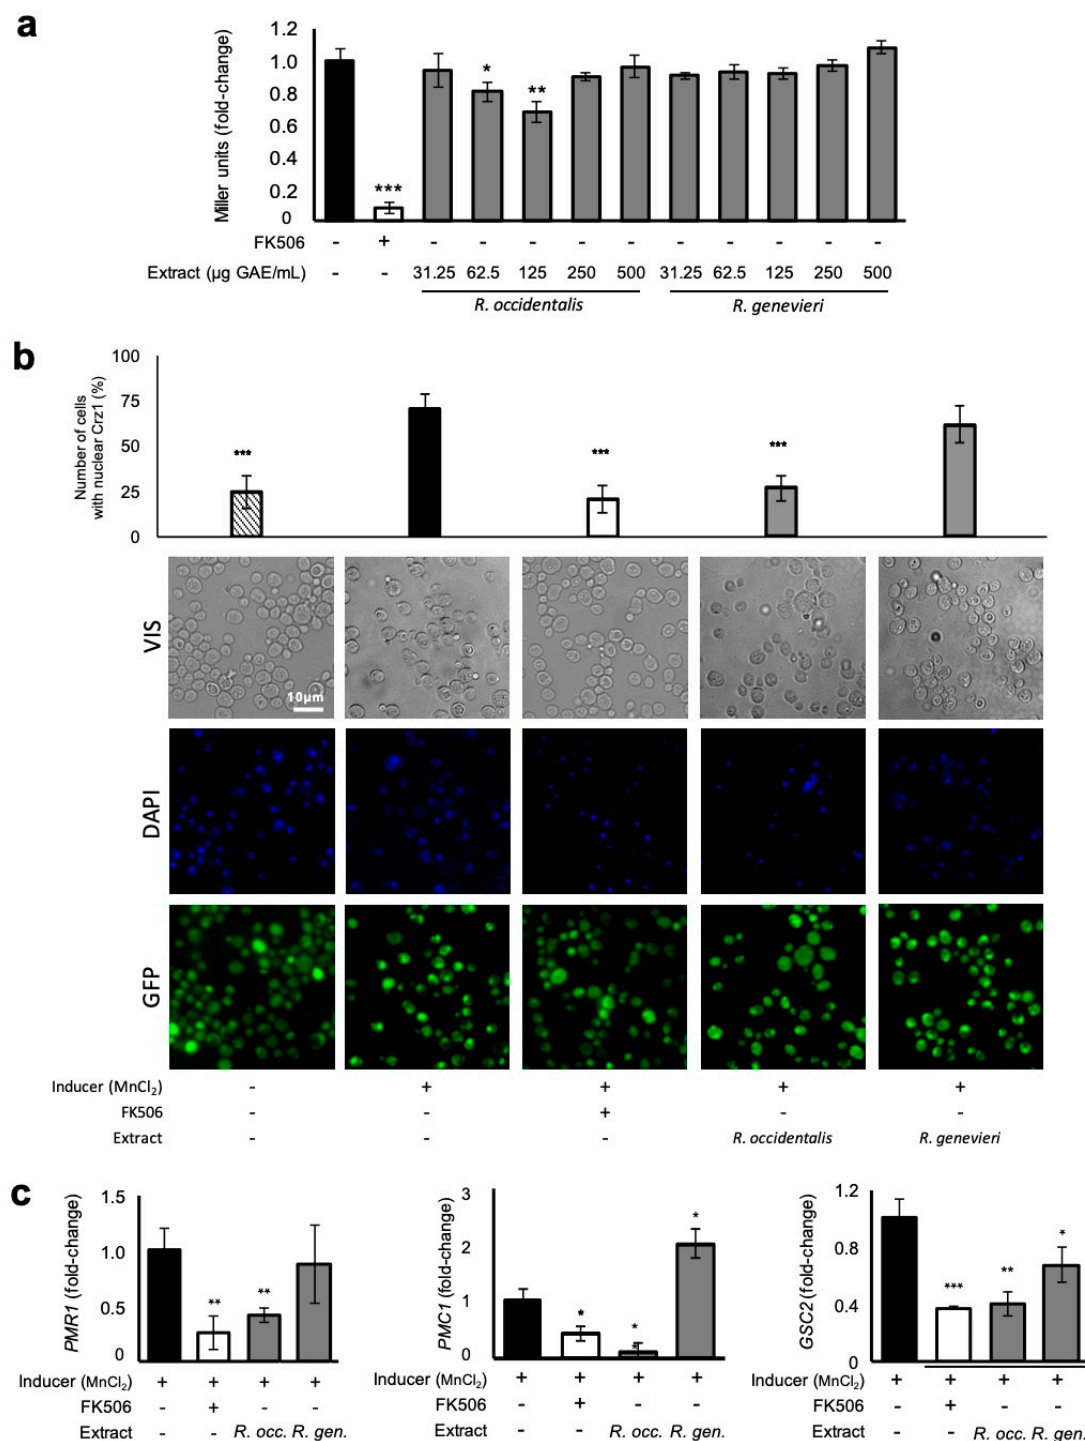 a
Miller units (fold-change)
1.2
1.0
0.8
0.6
0.4
0.2
0
***
*
**
FK506 - + - - - - - - - - - -
Extract (µg GAE/mL) - - 31.25 62.5 125 250 500 31.25 62.5 125 250 500
R. occidentalis R. genevieri
b
Number of cells
with nuclear Crz1 (%)
100
75
50
25
0
*** *** ***
VIS
10µm
DAPI
GFP
Inducer (MnCl₂) - + + + +
FK506 - - + - -
Extract - - - R. occidentalis R. genevieri
c
PMR1 (fold-change)
1.5
1.0
0.5
0
** **
Inducer (MnCl₂) + + + +
FK506 - + - -
Extract - - R. occ. R. gen.
PMC1 (fold-change)
3
2
1
0
*
*
*
*
Inducer (MnCl₂) + + + +
FK506 - + - -
Extract - - R. occ. R. gen.
GSC2 (fold-change)
1.2
0.8
0.4
0
*** ** *
Inducer (MnCl₂) + + + +
FK506 - + - -
Extract - - R. occ. R. gen.